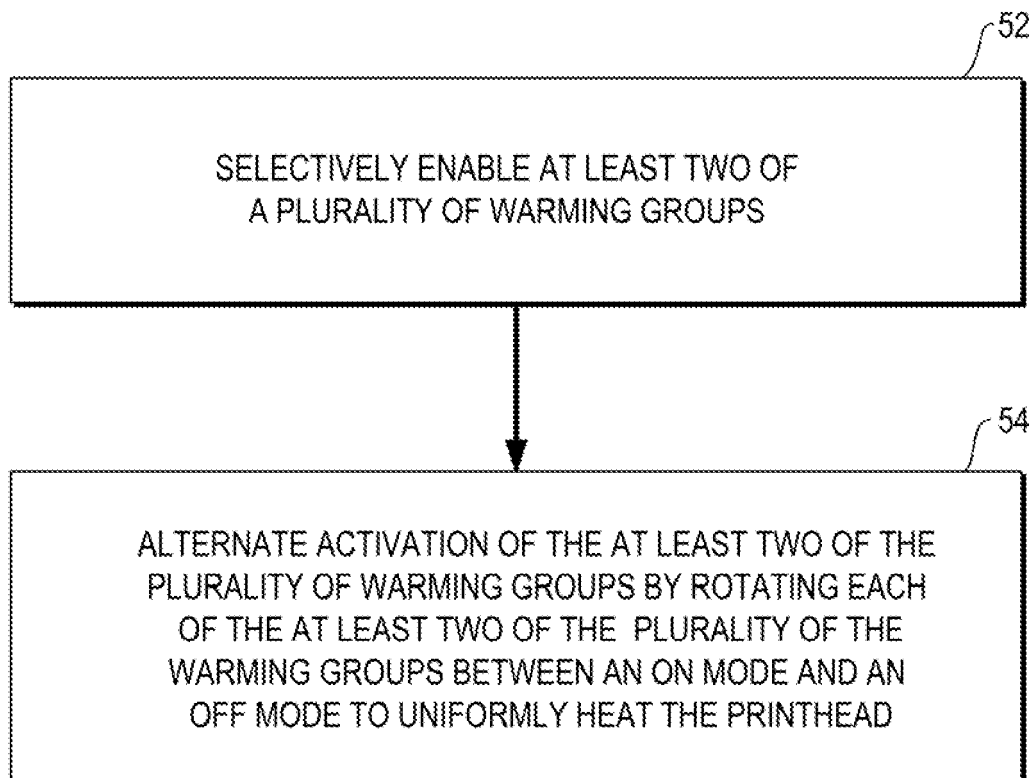 52
SELECTIVELY ENABLE AT LEAST TWO OF
A PLURALITY OF WARMING GROUPS
54
ALTERNATE ACTIVATION OF THE AT LEAST TWO OF THE
PLURALITY OF WARMING GROUPS BY ROTATING EACH
OF THE AT LEAST TWO OF THE PLURALITY OF THE
WARMING GROUPS BETWEEN AN ON MODE AND AN
OFF MODE TO UNIFORMLY HEAT THE PRINTHEAD